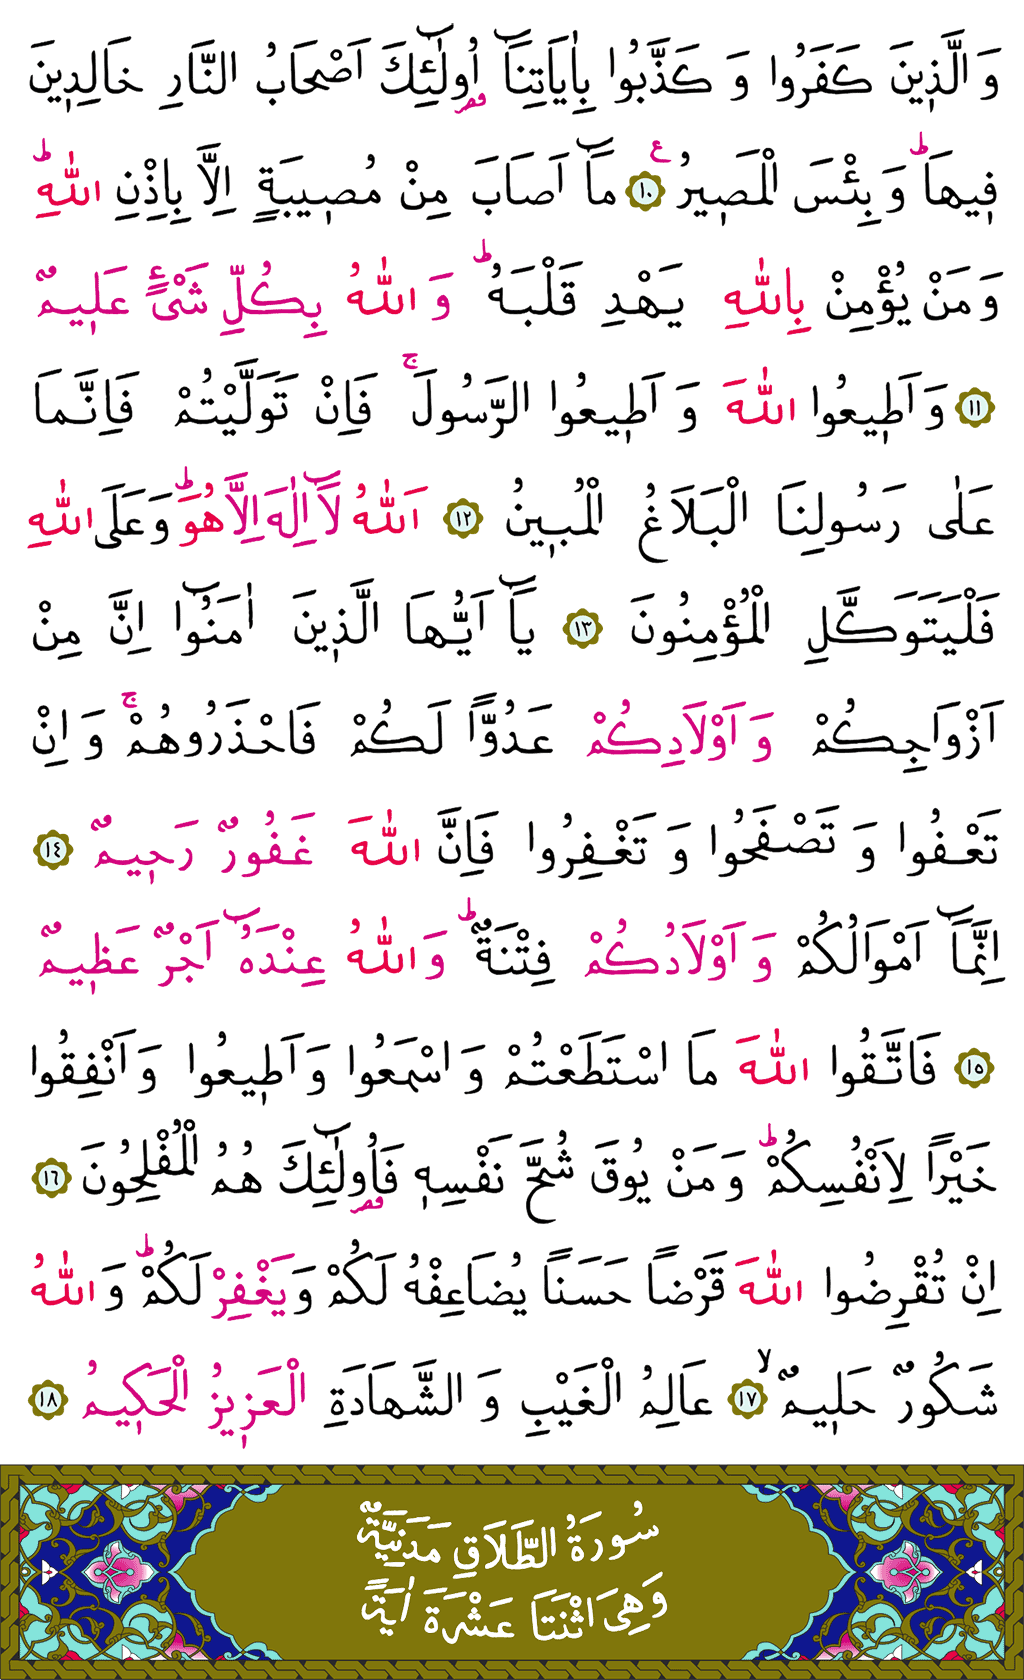 وَالَّذ۪ينَ كَفَرُوا وَكَذَّبُوا بِاٰيَاتِنَٓا اُو۬لٰٓئِكَ اَصْحَابُ النَّارِ خَالِد۪ينَ
ف۪يهَاۜ وَبِئْسَ الْمَص۪يرُ ﴿١٠﴾ مَٓا اَصَابَ مِنْ مُص۪يبَةٍ اِلَّا بِاِذْنِ اللّٰهِۜ
وَمَنْ يُؤْمِنْ بِاللّٰهِ يَهْدِ قَلْبَهُۜ وَاللّٰهُ بِكُلِّ شَيْءٍ عَل۪يمٌ
﴿١١﴾ وَاَط۪يعُوا اللّٰهَ وَاَط۪يعُوا الرَّسُولَۚ فَاِنْ تَوَلَّيْتُمْ فَاِنَّمَا
عَلٰى رَسُولِنَا الْبَلَاغُ الْمُب۪ينُ ﴿١٢﴾ اَللّٰهُ لَٓا اِلٰهَ اِلَّا هُوَۜ وَعَلَى اللّٰهِ
فَلْيَتَوَكَّلِ الْمُؤْمِنُونَ ﴿١٣﴾ يَٓا اَيُّهَا الَّذ۪ينَ اٰمَنُٓوا اِنَّ مِنْ
اَزْوَاجِكُمْ وَاَوْلَادِكُمْ عَدُوًّا لَكُمْ فَاحْذَرُوهُمْۚ وَاِنْ
تَعْفُوا وَتَصْفَحُوا وَتَغْفِرُوا فَاِنَّ اللّٰهَ غَفُورٌ رَح۪يمٌ ﴿١٤﴾
اِنَّمَٓا اَمْوَالُكُمْ وَاَوْلَادُكُمْ فِتْنَةٌۜ وَاللّٰهُ عِنْدَهُٓ اَجْرٌ عَظ۪يمٌ
﴿١٥﴾ فَاتَّقُوا اللّٰهَ مَا اسْتَطَعْتُمْ وَاسْمَعُوا وَاَط۪يعُوا وَاَنْفِقُوا
خَيْرًا لِاَنْفُسِكُمْۜ وَمَنْ يُوقَ شُحَّ نَفْسِه۪ فَاُو۬لٰٓئِكَ هُمُ الْمُفْلِحُونَ ﴿١٦﴾
اِنْ تُقْرِضُوا اللّٰهَ قَرْضًا حَسَنًا يُضَاعِفْهُ لَكُمْ وَيَغْفِرْ لَكُمْۜ وَاللّٰهُ
شَكُورٌ حَل۪يمٌۙ ﴿١٧﴾ عَالِمُ الْغَيْبِ وَالشَّهَادَةِ الْعَز۪يزُ الْحَك۪يمُ ﴿١٨﴾
سُورَةُ الطَّلَاقِ مَدَنِيَّةٌ
وَهِيَ اثْنَتَا عَشْرَةَ اٰيَةً